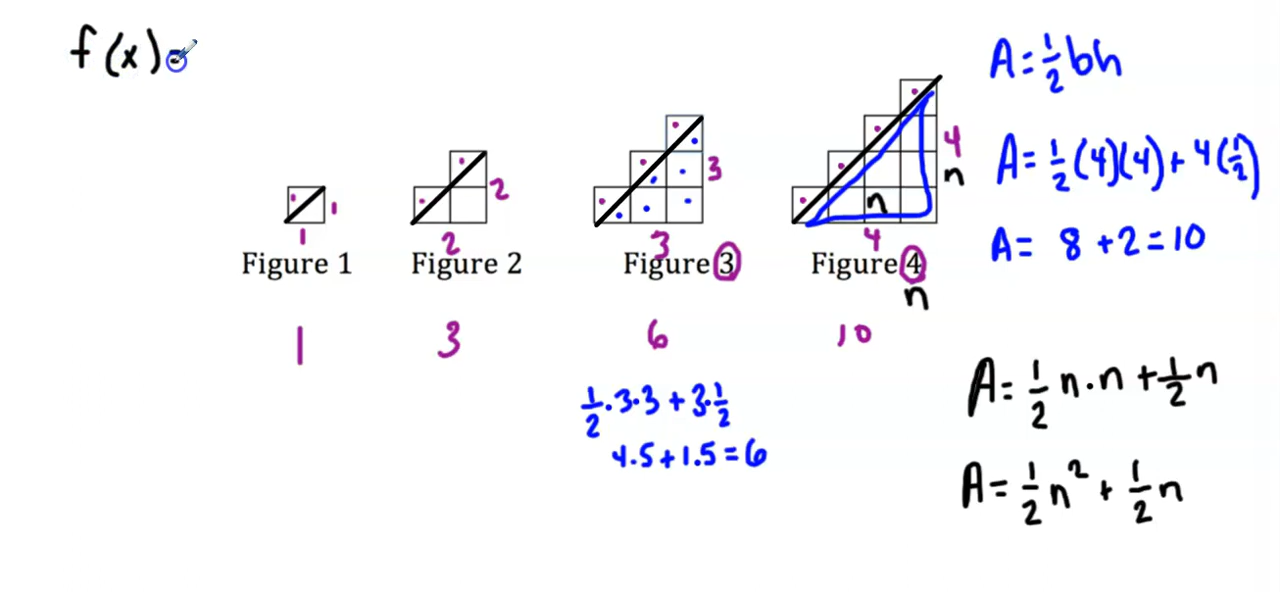 f(x)=
1
1
2
2
3
3
4
n
n
4
Figure 1
Figure 2
Figure 3
Figure 4
n
1
3
6
10
1/2 · 3 · 3 + 3 · 1/2
4.5 + 1.5 = 6
A = 1/2 bh
A = 1/2 (4)(4) + 4(1/2)
A = 8 + 2 = 10
A = 1/2 n · n + 1/2 n
A = 1/2 n² + 1/2 n